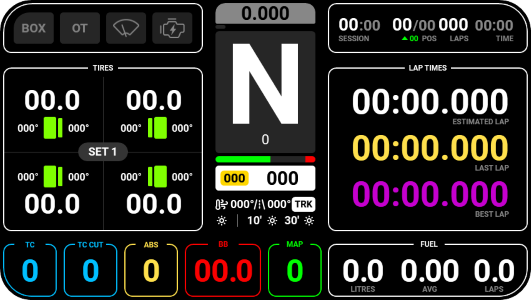 BOX OT
0.000
00:00 00/00 000 00:00
SESSION 00 POS LAPS TIME
TIRES
00.0 00.0
000° 000° 000° 000°
SET 1
000° 000° 000° 000°
00.0 00.0
N
0
000 000
000°/ 000° TRK
10' 30'
LAP TIMES
00:00.000
ESTIMATED LAP
00:00.000
LAST LAP
00:00.000
BEST LAP
TC TC CUT ABS BB MAP
0 0 0 00.0 0
FUEL
0.0 0.00 0.0
LITRES AVG LAPS